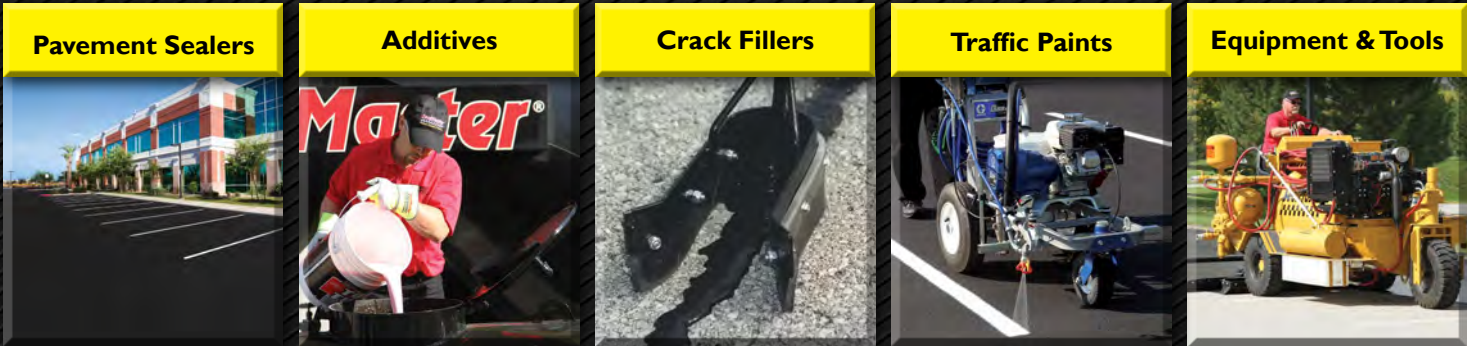 Pavement Sealers
Additives
Crack Fillers
Traffic Paints
Equipment & Tools
Master®